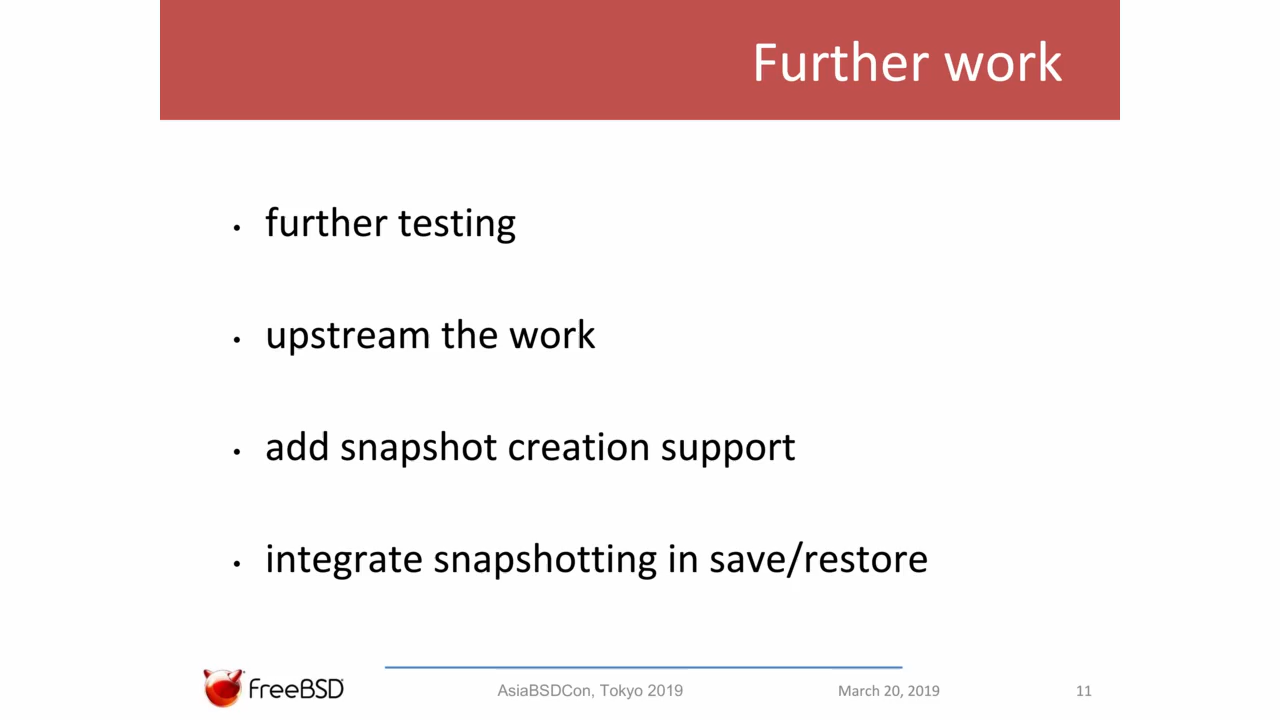 Further work
• further testing
• upstream the work
• add snapshot creation support
• integrate snapshotting in save/restore
FreeBSD
AsiaBSDCon, Tokyo 2019
March 20, 2019
11